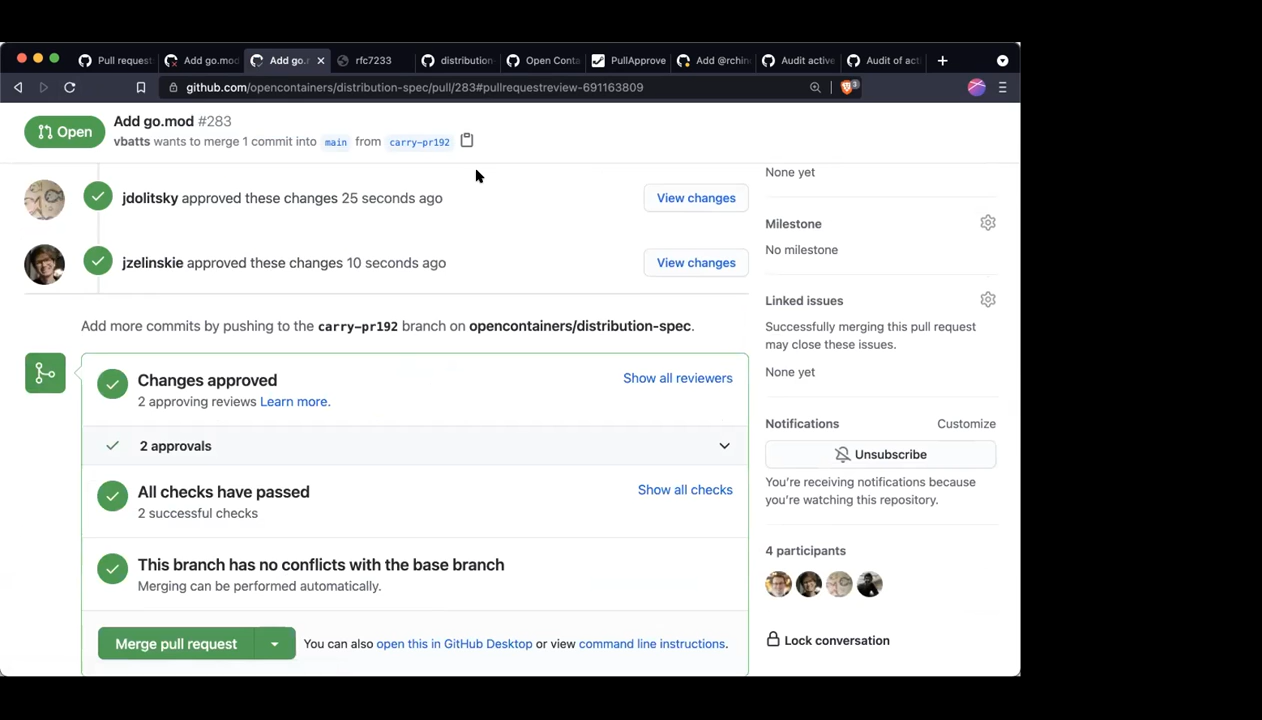 Pull request
Add go.mod
Add go.
rfc7233
distribution-
Open Conta
PullApprove
Add @rchin
Audit active
Audit of act
github.com/opencontainers/distribution-spec/pull/283#pullrequestreview-691163809
3
Open
Add go.mod #283
vbatts wants to merge 1 commit into main from carry-pr192
jdolitsky approved these changes 25 seconds ago
View changes
jzelinskie approved these changes 10 seconds ago
View changes
Add more commits by pushing to the carry-pr192 branch on opencontainers/distribution-spec.
Changes approved
Show all reviewers
2 approving reviews Learn more.
2 approvals
All checks have passed
Show all checks
2 successful checks
This branch has no conflicts with the base branch
Merging can be performed automatically.
Merge pull request
You can also open this in GitHub Desktop or view command line instructions.
None yet
Milestone
No milestone
Linked issues
Successfully merging this pull request
may close these issues.
None yet
Notifications
Customize
Unsubscribe
You're receiving notifications because
you're watching this repository.
4 participants
Lock conversation